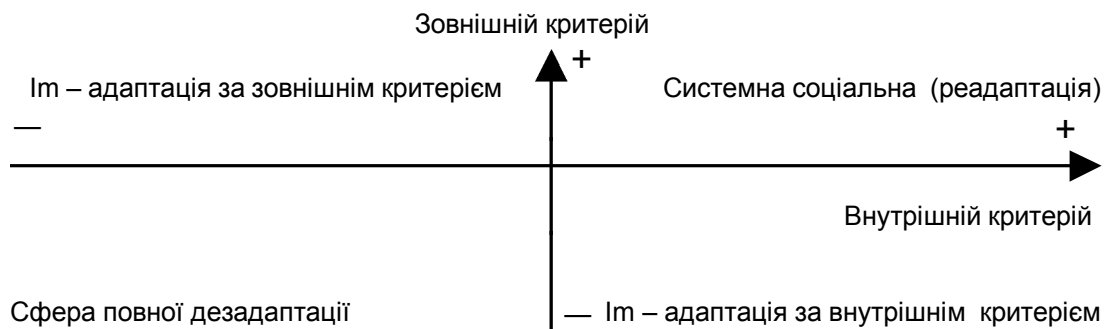 Зовнішній критерій
+
Im – адаптація за зовнішнім критерієм
Системна соціальна (реадаптація)
—
+
Внутрішній критерій
Сфера повної дезадаптації
— Im – адаптація за внутрішнім критерієм